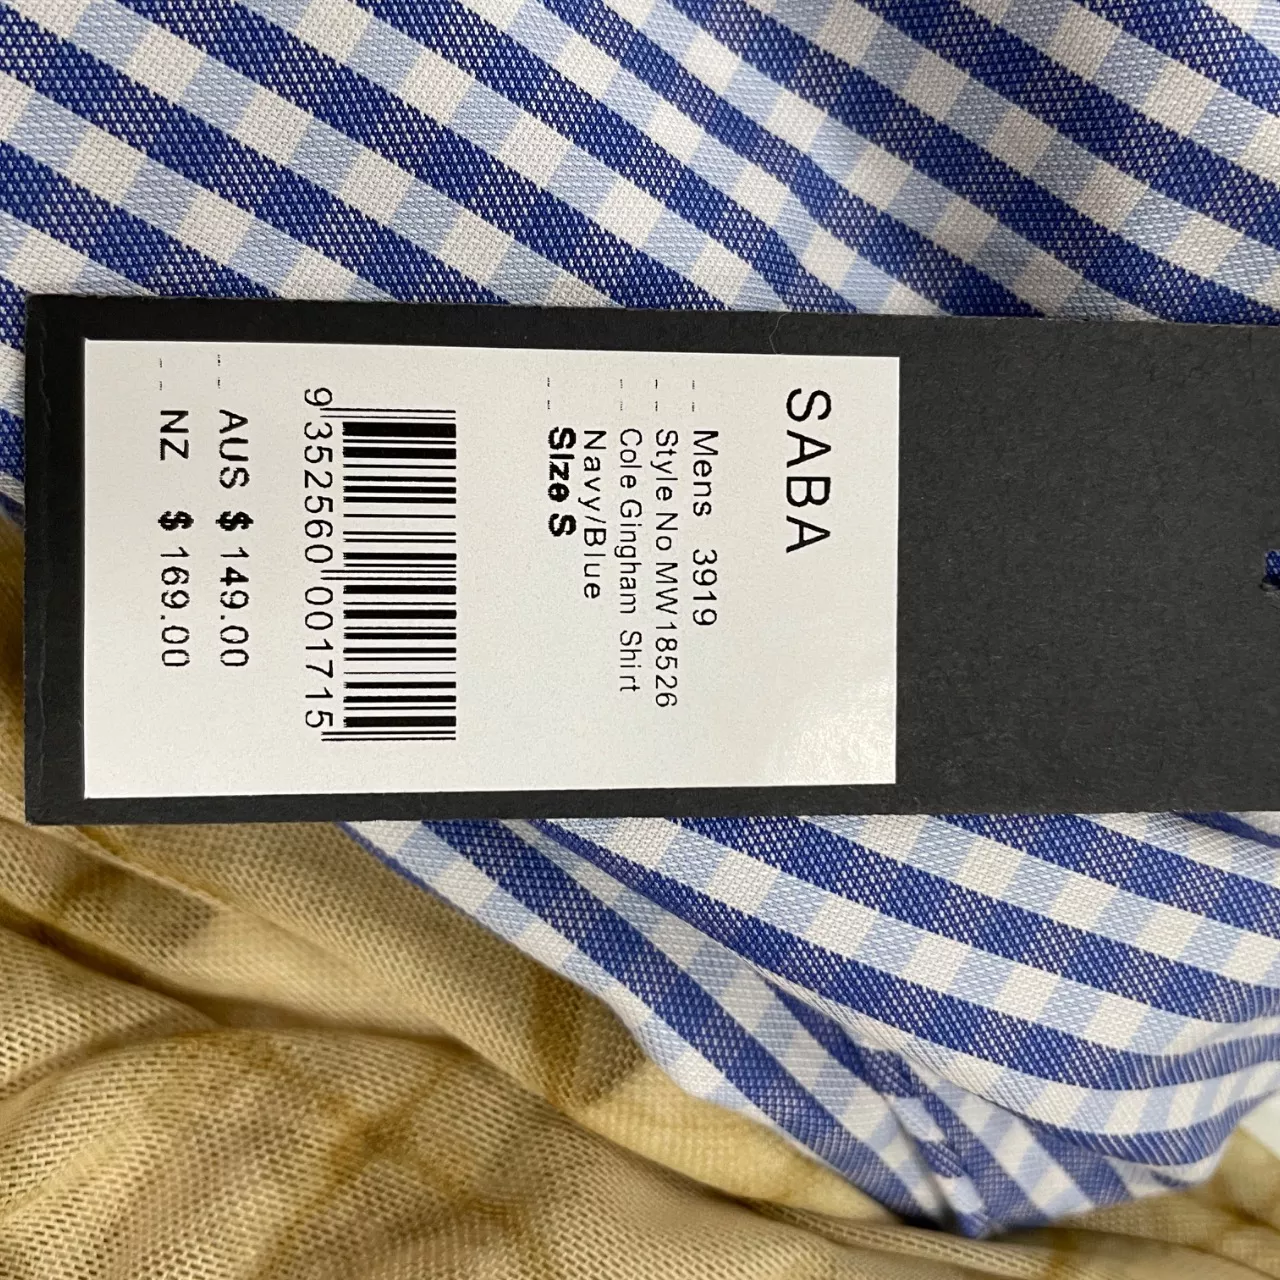 SABA
Mens 3919
Style No MW18526
Cole Gingham Shirt
Navy/Blue
Size S
9 352560 001715
AUS $ 149.00
NZ $ 169.00